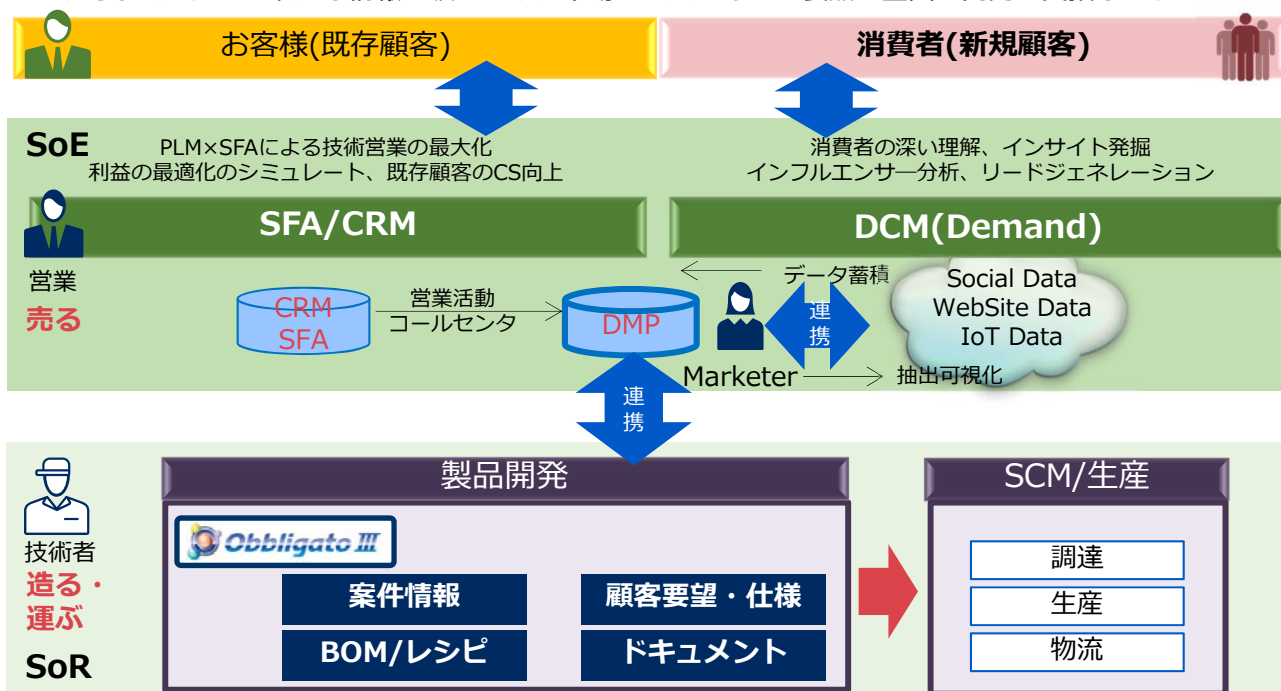 お客様(既存顧客)
消費者(新規顧客)
SoE
PLM×SFAによる技術営業の最大化
利益の最適化のシミュレート、既存顧客のCS向上
消費者の深い理解、インサイト発掘
インフルエンサ―分析、リードジェネレーション
SFA/CRM
DCM(Demand)
営業
売る
CRM
SFA
営業活動
コールセンタ
DMP
データ蓄積
連携
Social Data
WebSite Data
IoT Data
Marketer
抽出可視化
連携
製品開発
SCM/生産
技術者
造る・
運ぶ
SoR
Obbligato III
案件情報
顧客要望・仕様
BOM/レシピ
ドキュメント
調達
生産
物流